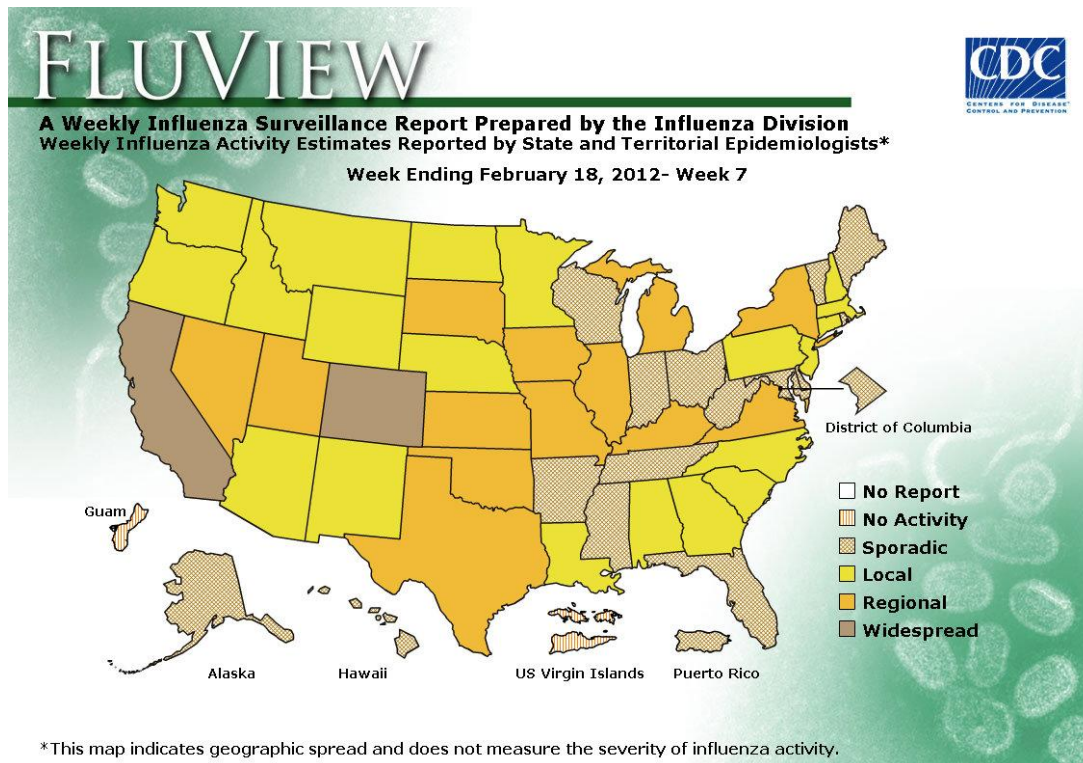 FLUVIEW
CDC
CENTERS FOR DISEASE
CONTROL AND PREVENTION
A Weekly Influenza Surveillance Report Prepared by the Influenza Division
Weekly Influenza Activity Estimates Reported by State and Territorial Epidemiologists*
Week Ending February 18, 2012- Week 7
District of Columbia
No Report
No Activity
Sporadic
Local
Regional
Widespread
Guam
Alaska
Hawaii
US Virgin Islands
Puerto Rico
*This map indicates geographic spread and does not measure the severity of influenza activity.